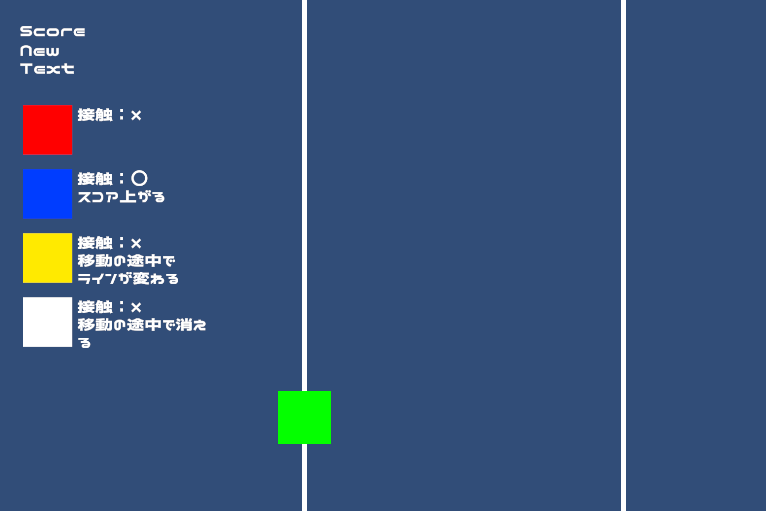 Score
New
Text
接触：×
接触：〇
スコア上がる
接触：×
移動の途中で
ラインが変わる
接触：×
移動の途中で消え
る